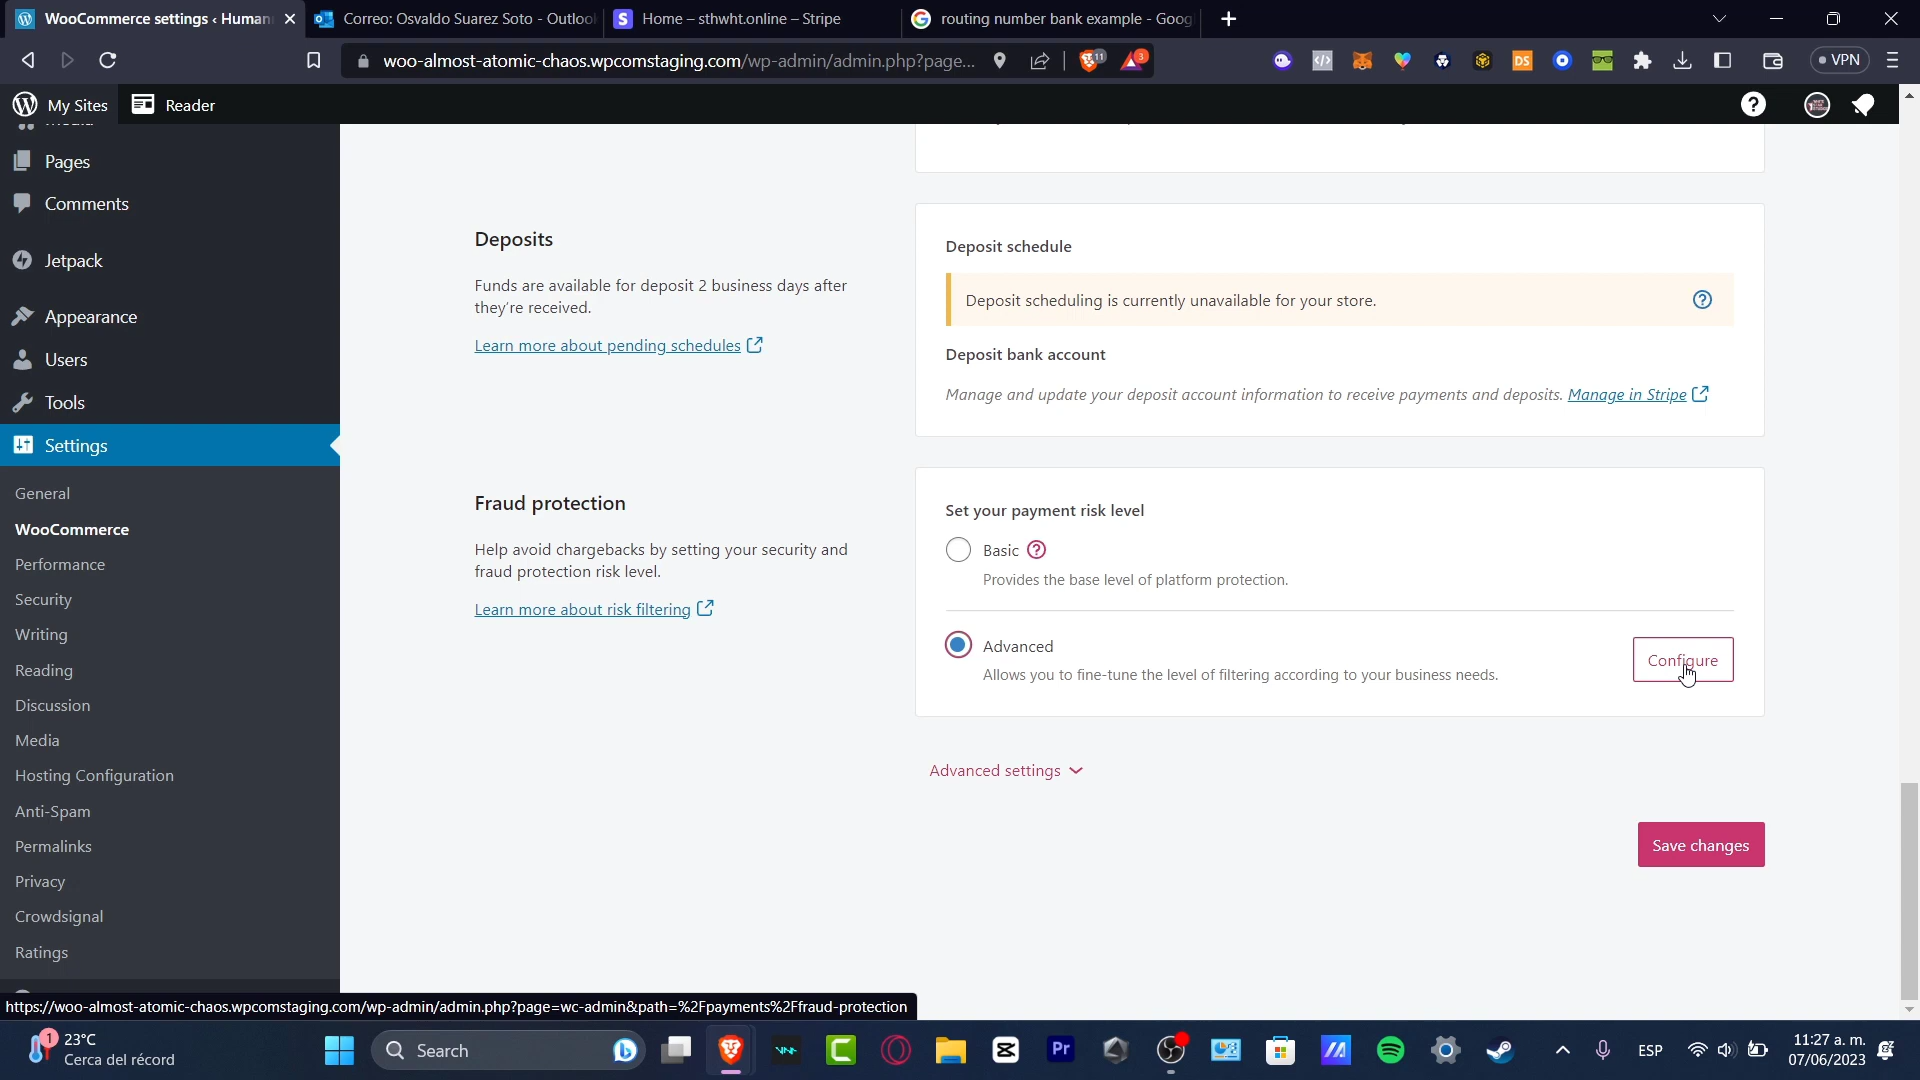 WooCommerce settings ‹ Human
Correo: Osvaldo Suarez Soto - Outlook
Home – sthwht.online – Stripe
routing number bank example - Goog
woo-almost-atomic-chaos.wpcomstaging.com/wp-admin/admin.php?page...
11
3
DS
VPN
My Sites
Reader
Pages
Comments
Jetpack
Appearance
Users
Tools
Settings
General
WooCommerce
Performance
Security
Writing
Reading
Discussion
Media
Hosting Configuration
Anti-Spam
Permalinks
Privacy
Crowdsignal
Ratings
Deposits
Funds are available for deposit 2 business days after
they're received.
Learn more about pending schedules
Deposit schedule
Deposit scheduling is currently unavailable for your store.
Deposit bank account
Manage and update your deposit account information to receive payments and deposits. Manage in Stripe
Fraud protection
Help avoid chargebacks by setting your security and
fraud protection risk level.
Learn more about risk filtering
Set your payment risk level
Basic
Provides the base level of platform protection.
Advanced
Allows you to fine-tune the level of filtering according to your business needs.
Configure
Advanced settings
Save changes
https://woo-almost-atomic-chaos.wpcomstaging.com/wp-admin/admin.php?page=wc-admin&path=%2Fpayments%2Ffraud-protection
1
23°C
Cerca del récord
Search
Pr
ESP
11:27 a. m.
07/06/2023